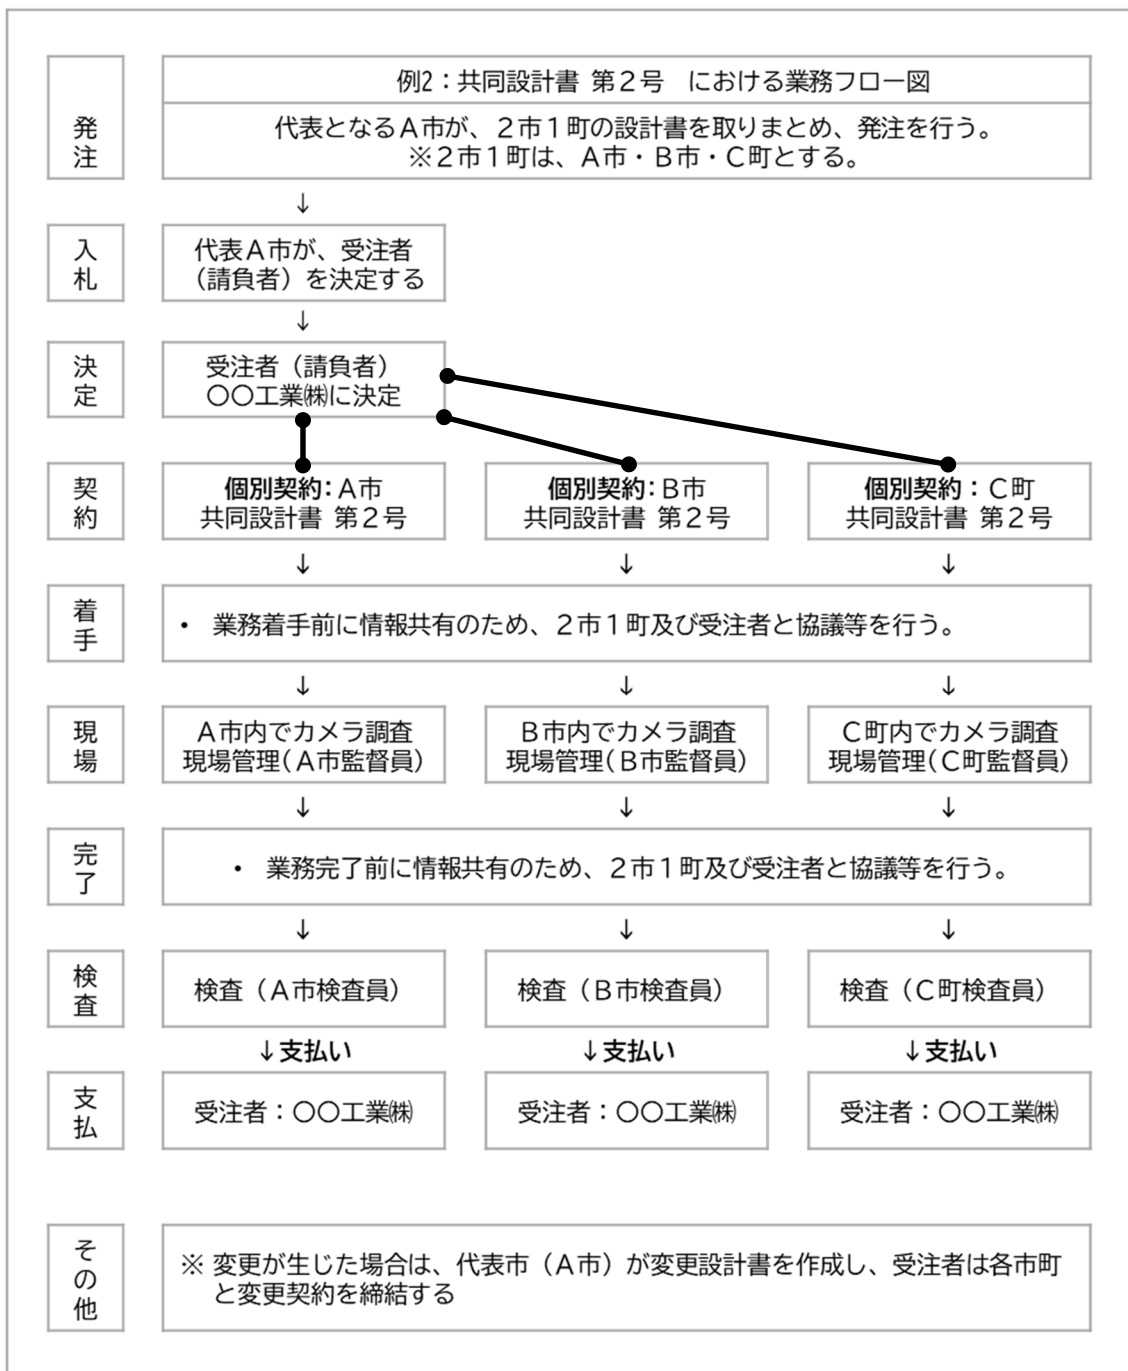 例2：共同設計書 第２号　における業務フロー図
発注
代表となるＡ市が、２市１町の設計書を取りまとめ、発注を行う。
※２市１町は、Ａ市・Ｂ市・Ｃ町とする。
↓
入札
代表Ａ市が、受注者
（請負者）を決定する
↓
決定
受注者（請負者）
〇〇工業㈱に決定
契約
個別契約：Ａ市
共同設計書 第２号
個別契約：Ｂ市
共同設計書 第２号
個別契約：Ｃ町
共同設計書 第２号
↓ ↓ ↓
着手
・ 業務着手前に情報共有のため、２市１町及び受注者と協議等を行う。
↓ ↓ ↓
現場
Ａ市内でカメラ調査
現場管理（Ａ市監督員）
Ｂ市内でカメラ調査
現場管理（Ｂ市監督員）
Ｃ町内でカメラ調査
現場管理（Ｃ町監督員）
↓ ↓ ↓
完了
・ 業務完了前に情報共有のため、２市１町及び受注者と協議等を行う。
↓ ↓ ↓
検査
検査（Ａ市検査員）
検査（Ｂ市検査員）
検査（Ｃ町検査員）
↓支払い
↓支払い
↓支払い
支払
受注者：〇〇工業㈱
受注者：〇〇工業㈱
受注者：〇〇工業㈱
その他
※ 変更が生じた場合は、代表市（Ａ市）が変更設計書を作成し、受注者は各市町
と変更契約を締結する